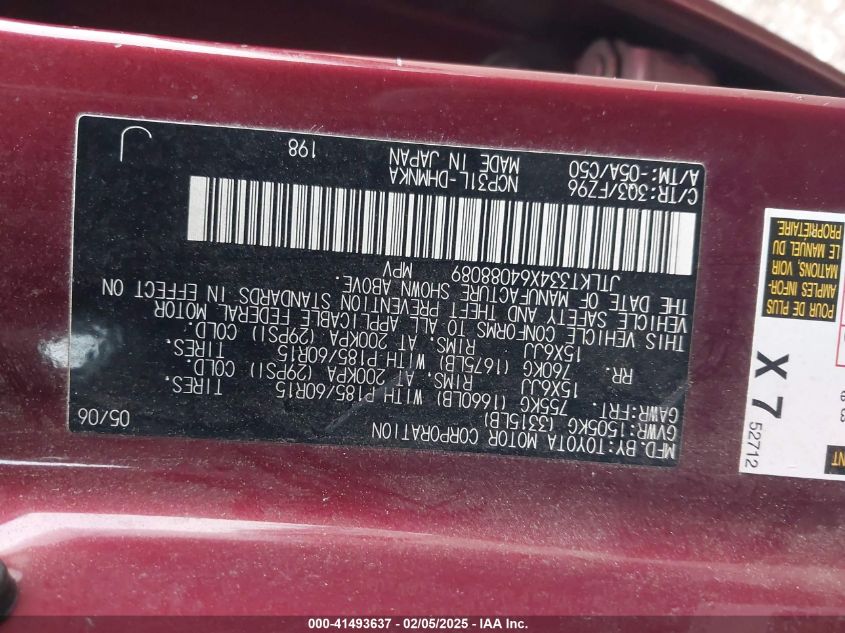 MFD. BY: TOYOTA MOTOR CORPORATION 05/06
GVWR: 1505KG (3315LB)
GAWR: FRT. 755KG (1660LB) WITH P185/60R15 TIRES,
15X6JJ RIMS, AT 200KPA (29PSI) COLD.
RR. 760KG (1675LB) WITH P185/60R15 TIRES,
15X6JJ RIMS, AT 200KPA (29PSI) COLD.
THIS VEHICLE CONFORMS TO ALL APPLICABLE FEDERAL MOTOR
VEHICLE SAFETY AND THEFT PREVENTION STANDARDS IN EFFECT ON
THE DATE OF MANUFACTURE SHOWN ABOVE.
JTLKT334X64088089 MPV
C/TR: 3Q3/FZ96 NCP31L-DHMNKA 198 J
A/TM: -05A/C50 MADE IN JAPAN
POUR DE PLUS
AMPLES INFOR-
MATIONS, VOIR
LE MANUEL DU
PROPRIÉTAIRE.
X 7
52712
000-41493637 - 02/05/2025 - IAA Inc.